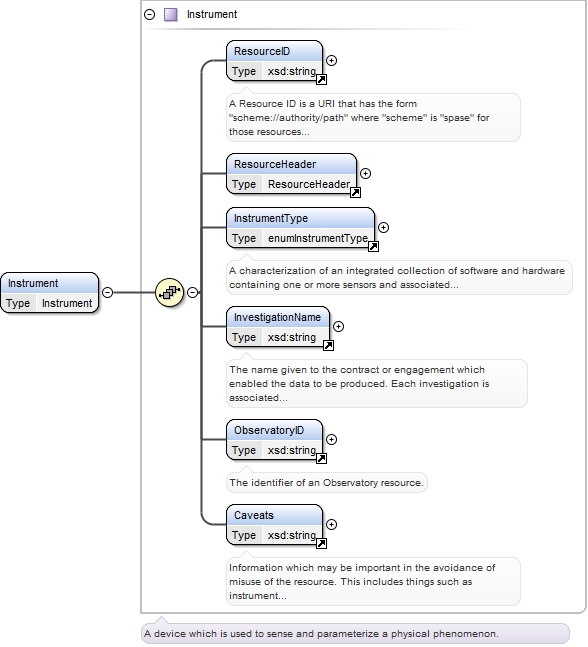 Instrument
ResourceID
Type xsd:string
A Resource ID is a URI that has the form
"scheme://authority/path" where "scheme" is "spase" for
those resources...
ResourceHeader
Type ResourceHeader
InstrumentType
Type enumInstrumentType
A characterization of an integrated collection of software and hardware
containing one or more sensors and associated...
Instrument
Type Instrument
InvestigationName
Type xsd:string
The name given to the contract or engagement which
enabled the data to be produced. Each investigation is
associated...
ObservatoryID
Type xsd:string
The identifier of an Observatory resource.
Caveats
Type xsd:string
Information which may be important in the avoidance of
misuse of the resource. This includes things such as
instrument...
A device which is used to sense and parameterize a physical phenomenon.